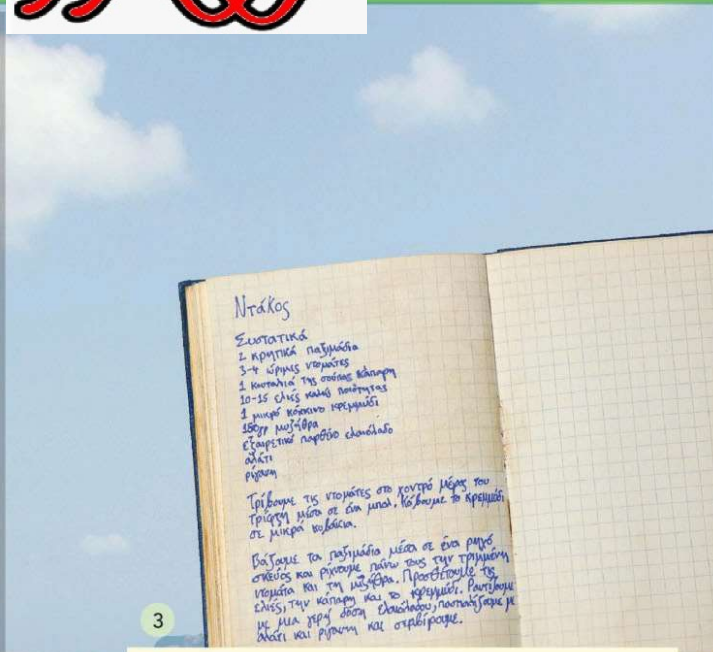 Ντάκος
Συστατικά
2 κρητικά παξιμάδια
3-4 ώριμες ντομάτες
1 κουταλιά της σούπας κάπαρη
10-15 ελιές καλής ποιότητας
1 μικρό κόκκινο κρεμμύδι
180γρ μυζήθρα
εξαιρετικό παρθένο ελαιόλαδο
αλάτι
ρίγανη
Τρίβουμε τις ντομάτες στο χοντρό μέρος του
τρίφτη μέσα σε ένα μπολ. Κόβουμε το κρεμμύδι
σε μικρά κυβάκια.
Βάζουμε τα παξιμάδια μέσα σε ένα ρηχό
σκεύος και ρίχνουμε πάνω τους την τριμμένη
ντομάτα και τη μυζήθρα. Προσθέτουμε τις
ελιές, την κάπαρη και το κρεμμύδι. Ραντίζουμε
με μια γερή δόση ελαιόλαδου, πασπαλίζουμε με
αλάτι και ρίγανη και σερβίρουμε.
3